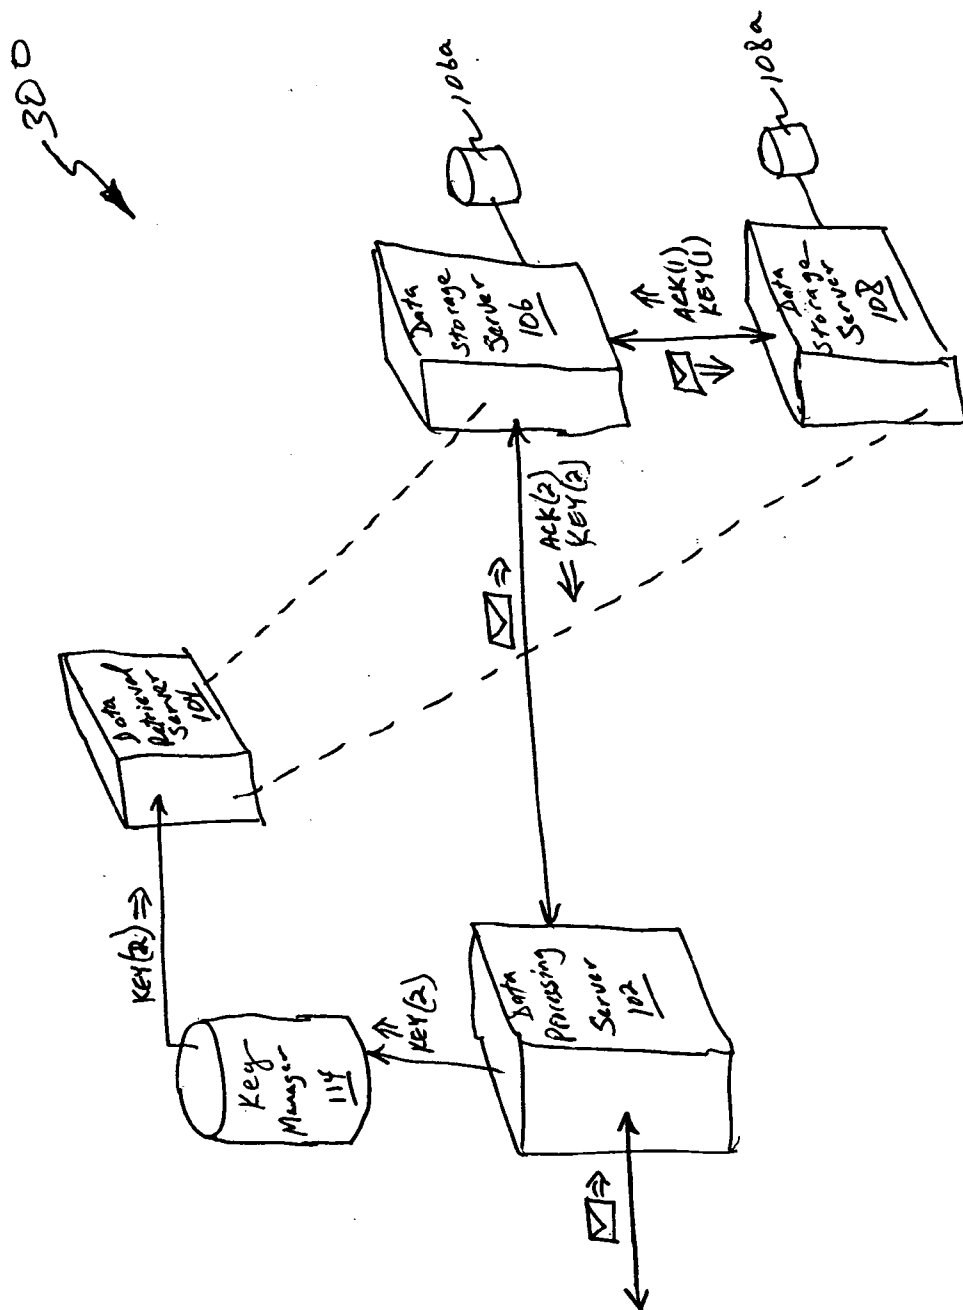 300
106a
108a
Data
Storage
Server
106
ACK(1)
KEY(1)
Data
Storage
Server
108
ACK(2)
KEY(2)
Data
Retrieval
Server
104
KEY(2)
Key
Manager
114
KEY(2)
Data
Processing
Server
102